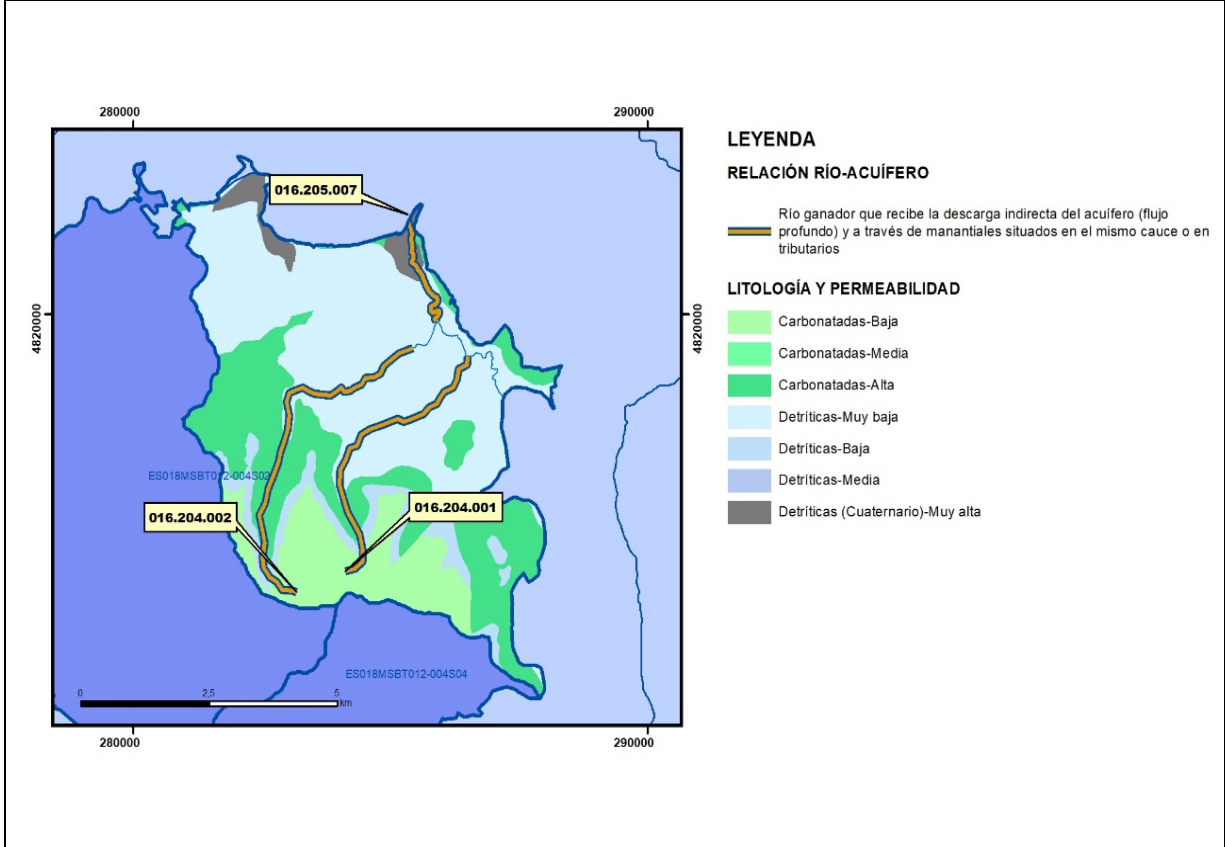 280000
290000
LEYENDA
RELACIÓN RÍO-ACUÍFERO
016.205.007
Río ganador que recibe la descarga indirecta del acuífero (flujo
profundo) y a través de manantiales situados en el mismo cauce o en
tributarios
LITOLOGÍA Y PERMEABILIDAD
4820000
4820000
Carbonatadas-Baja
Carbonatadas-Media
Carbonatadas-Alta
Detríticas-Muy baja
Detríticas-Baja
Detríticas-Media
Detríticas (Cuaternario)-Muy alta
ES018MSBT012-004S02
016.204.002
016.204.001
ES018MSBT012-004S04
0
2,5
5
km
280000
290000